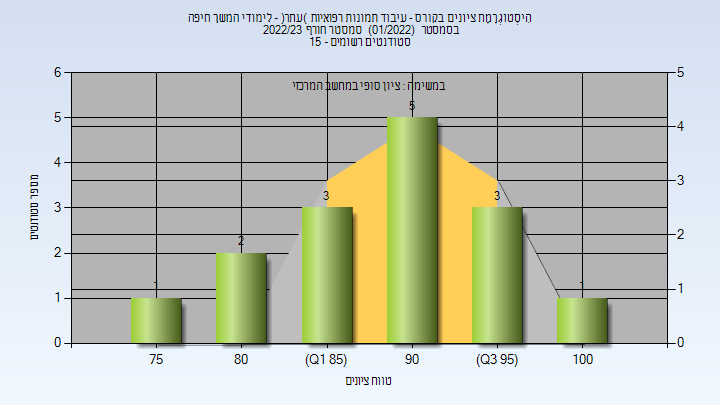 היסטוגרמת ציונים בקורס - עיבוד תמונות רפואיות )עתר( - לימודי המשך חיפה
בסמסטר (01/2022) סמסטר חורף 2022/23
סטודנטים רשומים - 15
במשימה : ציון סופי במחשב המרכזי
מספר סטודנטים
6
5
4
3
2
1
0
5
4
3
2
1
0
1
2
3
5
3
1
75
80
(Q1 85)
90
(Q3 95)
100
טווח ציונים